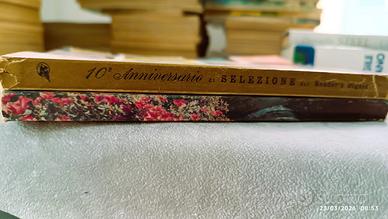 10° Anniversario di SELEZIONE dal Reader's Digest
23/03/2026 08:53